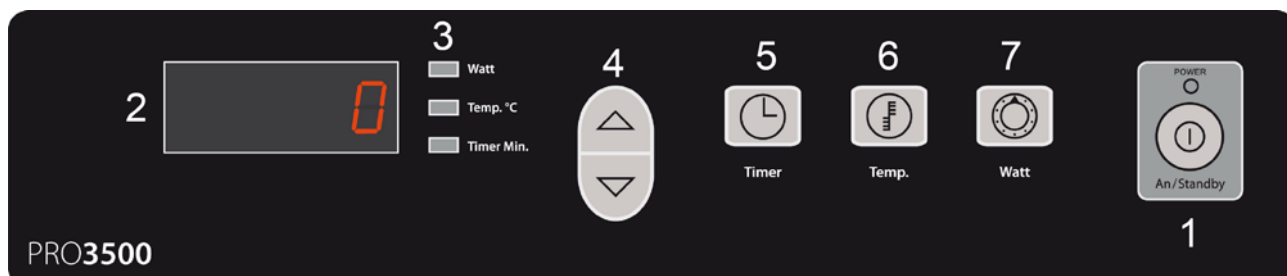 3
5
6
7
POWER
Watt
4
2
0
Temp. °C
Timer Min.
Timer
Temp.
Watt
An/Standby
1
PRO3500